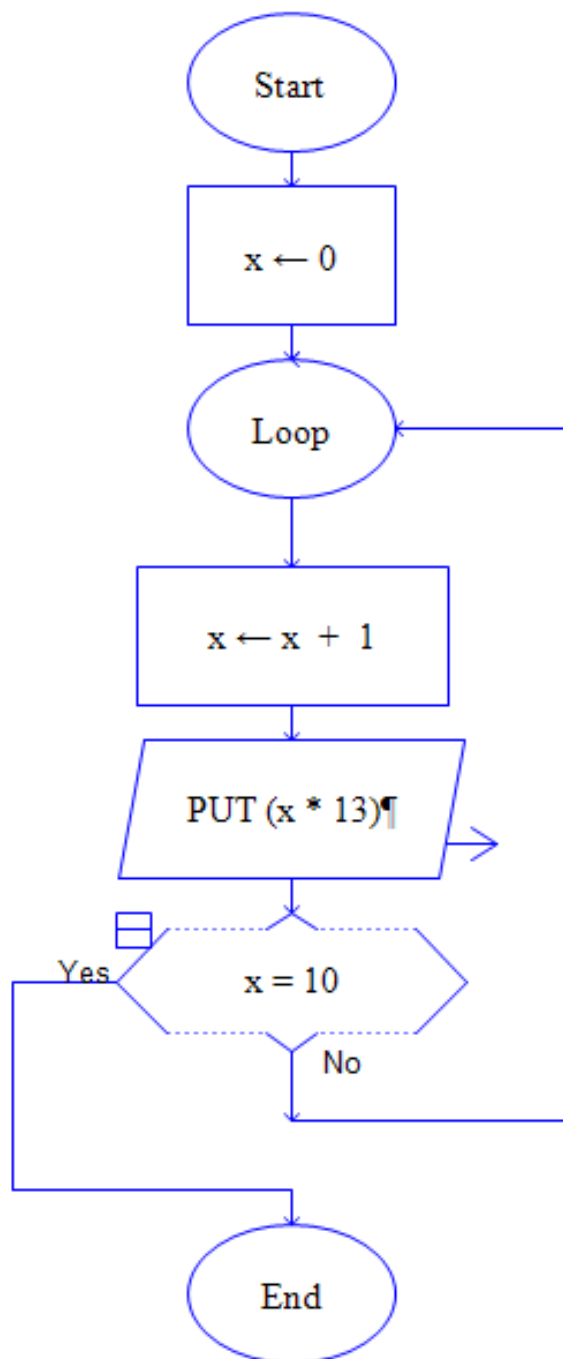 Start
x ← 0
Loop
x ← x + 1
PUT (x * 13)¶
Yes
x = 10
No
End